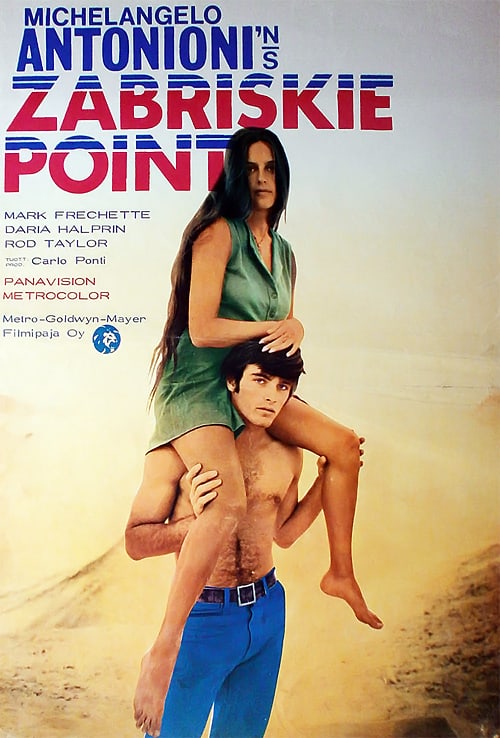 MICHELANGELO
ANTONIONI'N
S
ZABRISKIE
POINT
MARK FRECHETTE
DARIA HALPRIN
ROD TAYLOR
TUOTT.
PROD. Carlo Ponti
PANAVISION
METROCOLOR
Metro-Goldwyn-Mayer
Filmipaja Oy